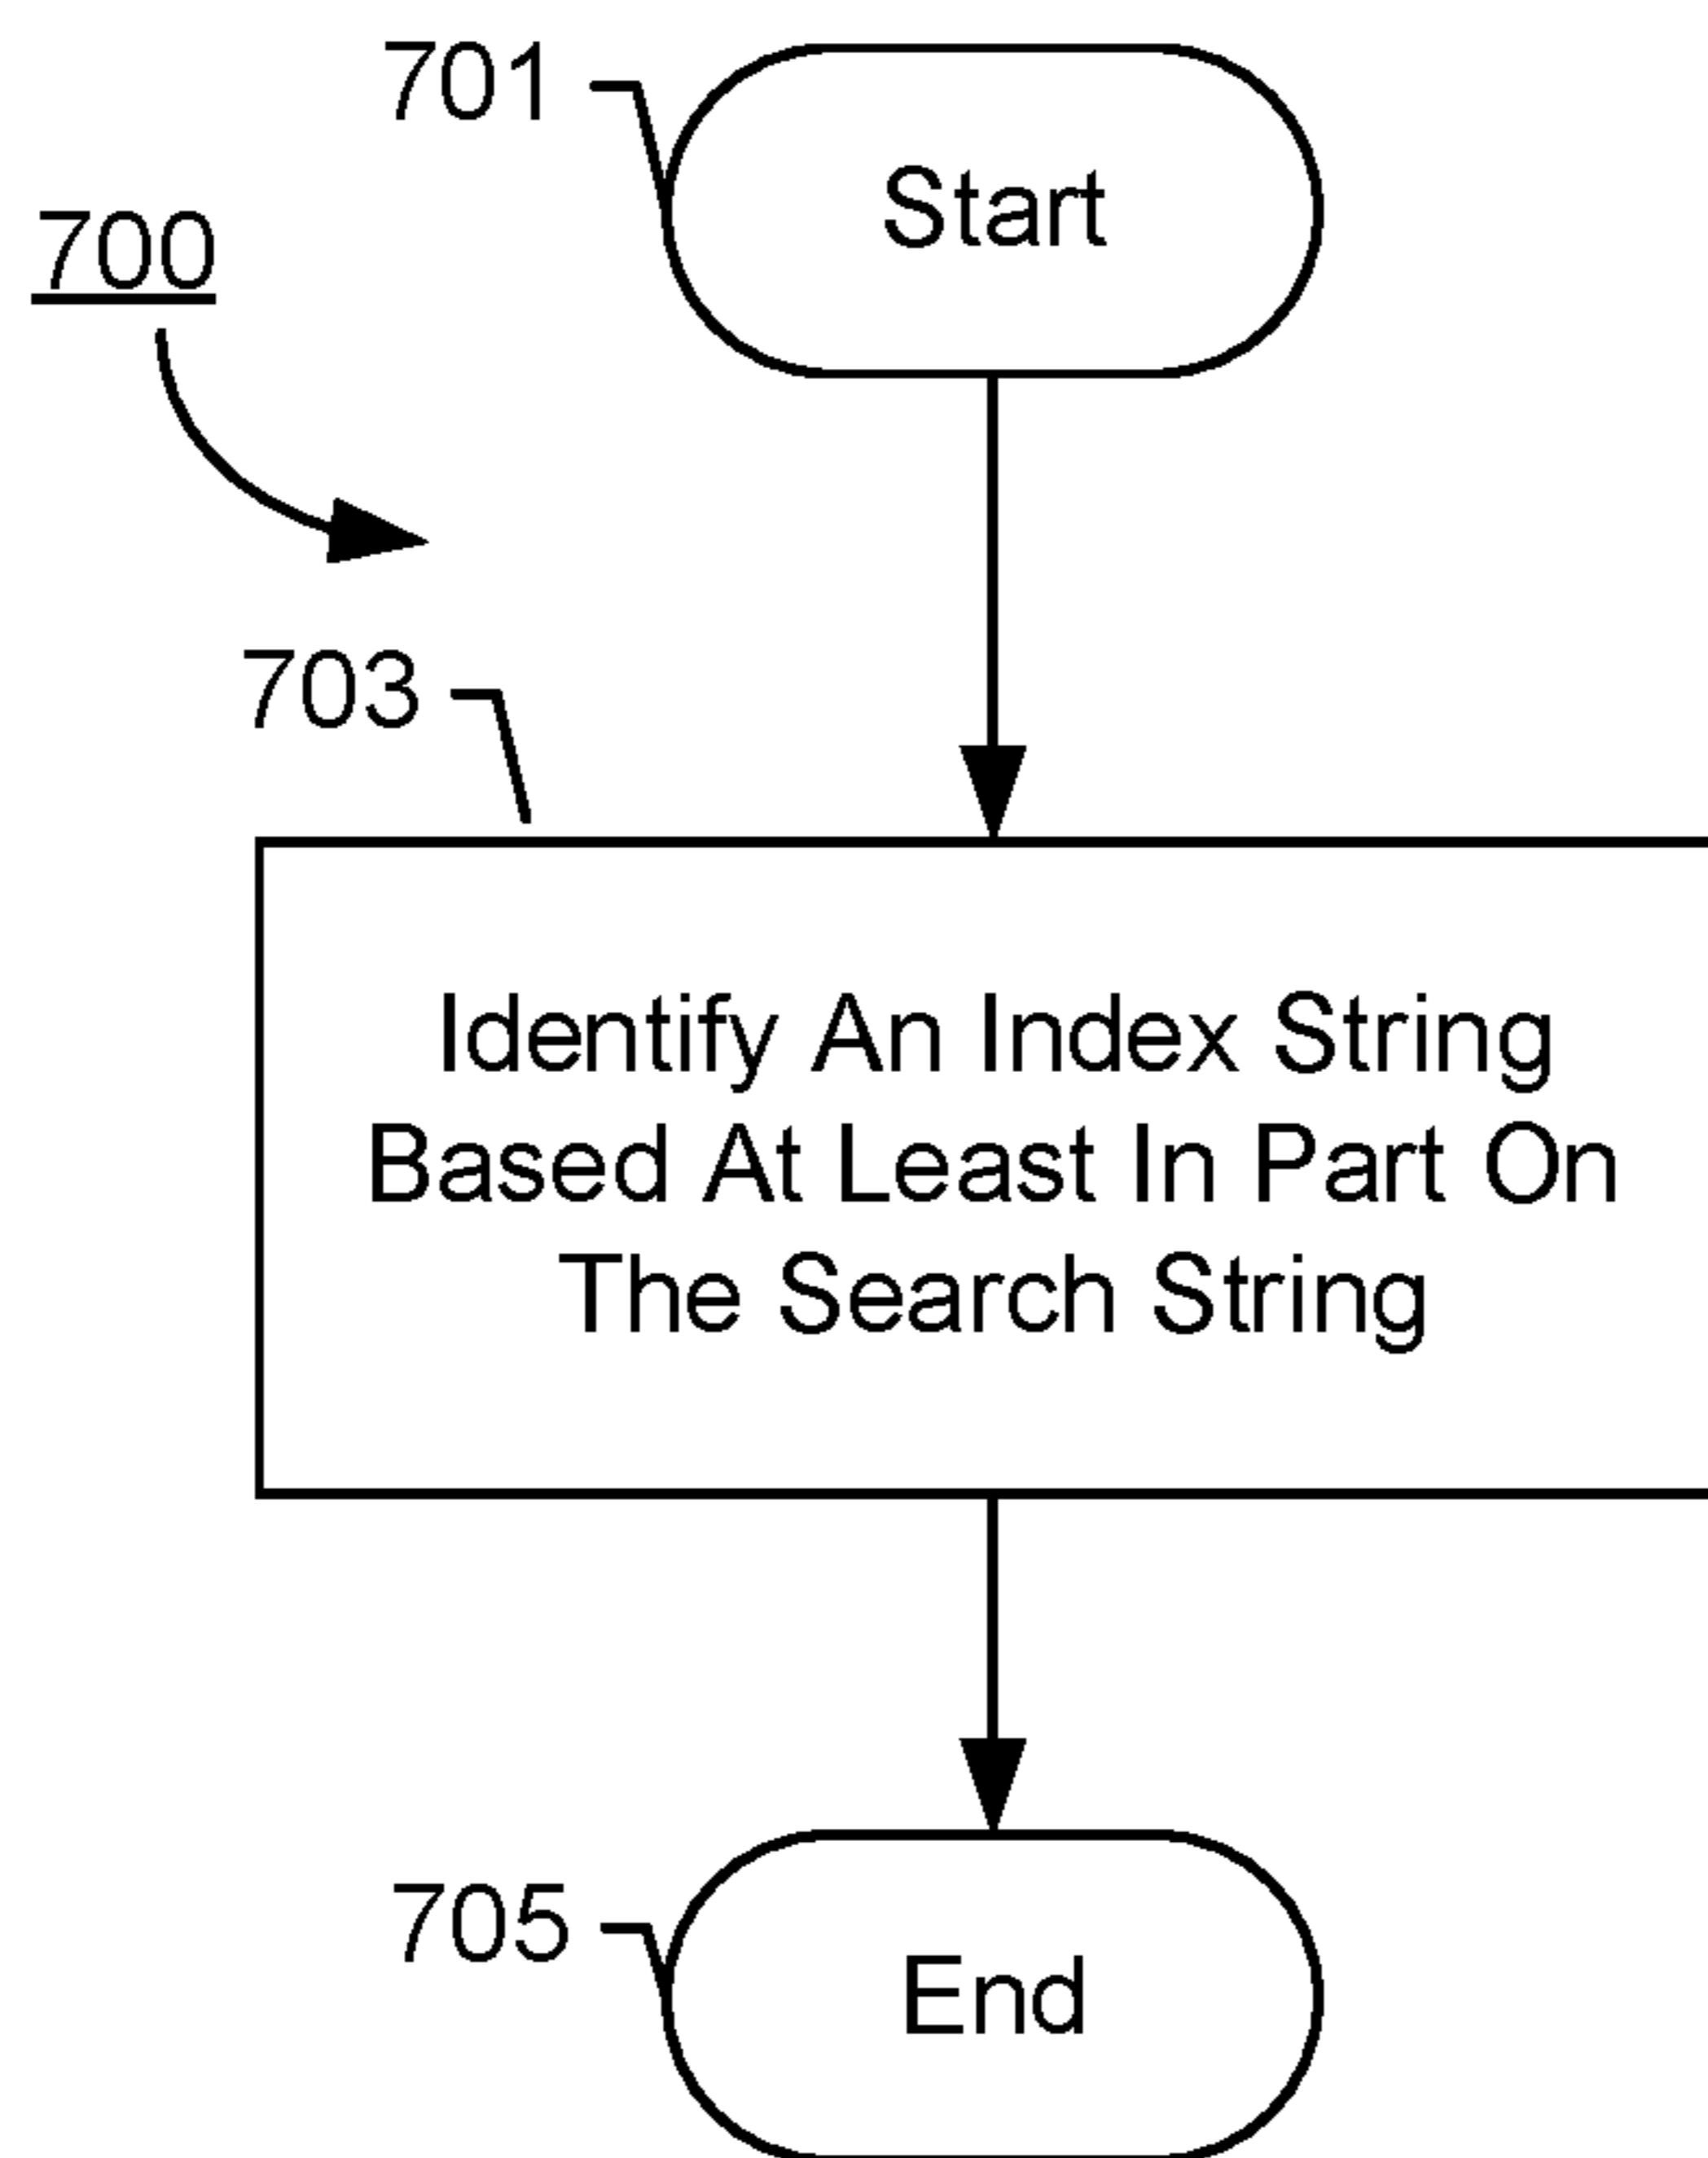 701
Start
700
703
Identify An Index String
Based At Least In Part On
The Search String
705
End